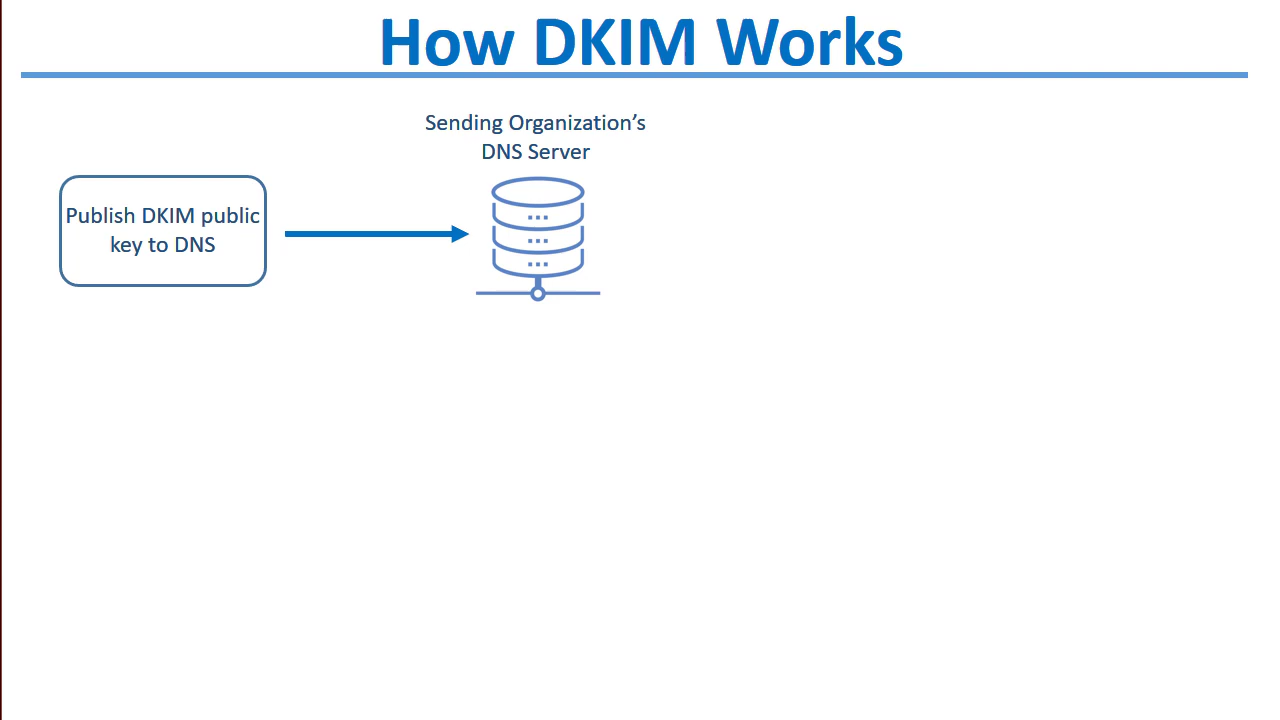 How DKIM Works
Sending Organization’s
DNS Server
Publish DKIM public
key to DNS